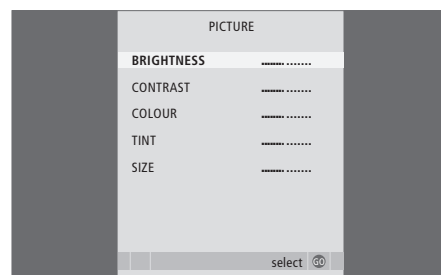 PICTURE
BRIGHTNESS ..............
CONTRAST ..............
COLOUR ..............
TINT ..............
SIZE ..............
select GO